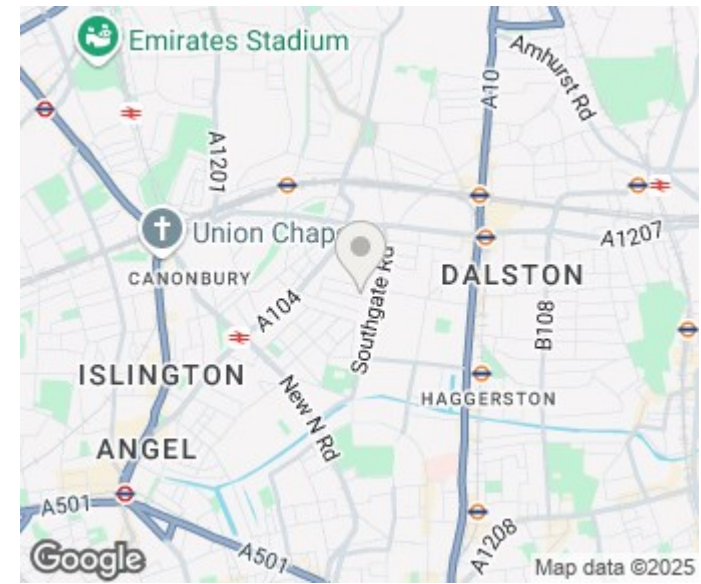 Emirates Stadium
Amhurst Rd
A10
A1201
Union Chap
A1207
CANONBURY
Southgate Rd
DALSTON
A104
B108
ISLINGTON
New N Rd
HAGGERSTON
ANGEL
A501
A501
A1208
Google
Map data ©2025